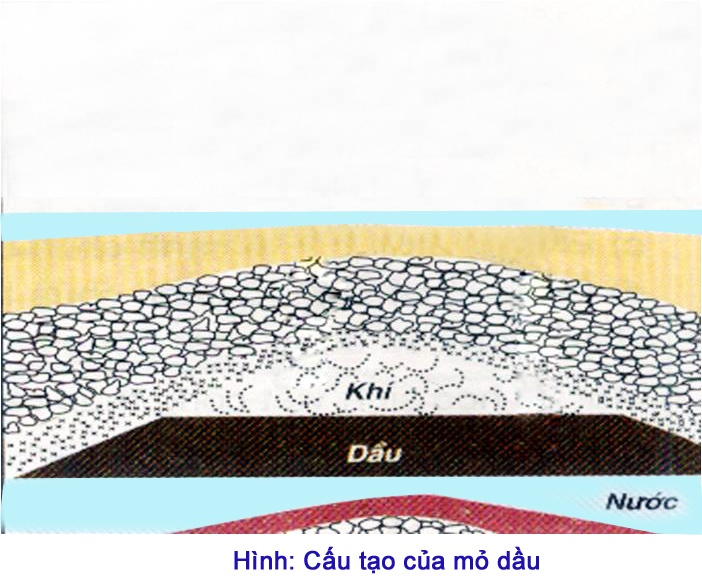 Khí
Dầu
Nước
Hình: Cấu tạo của mỏ dầu